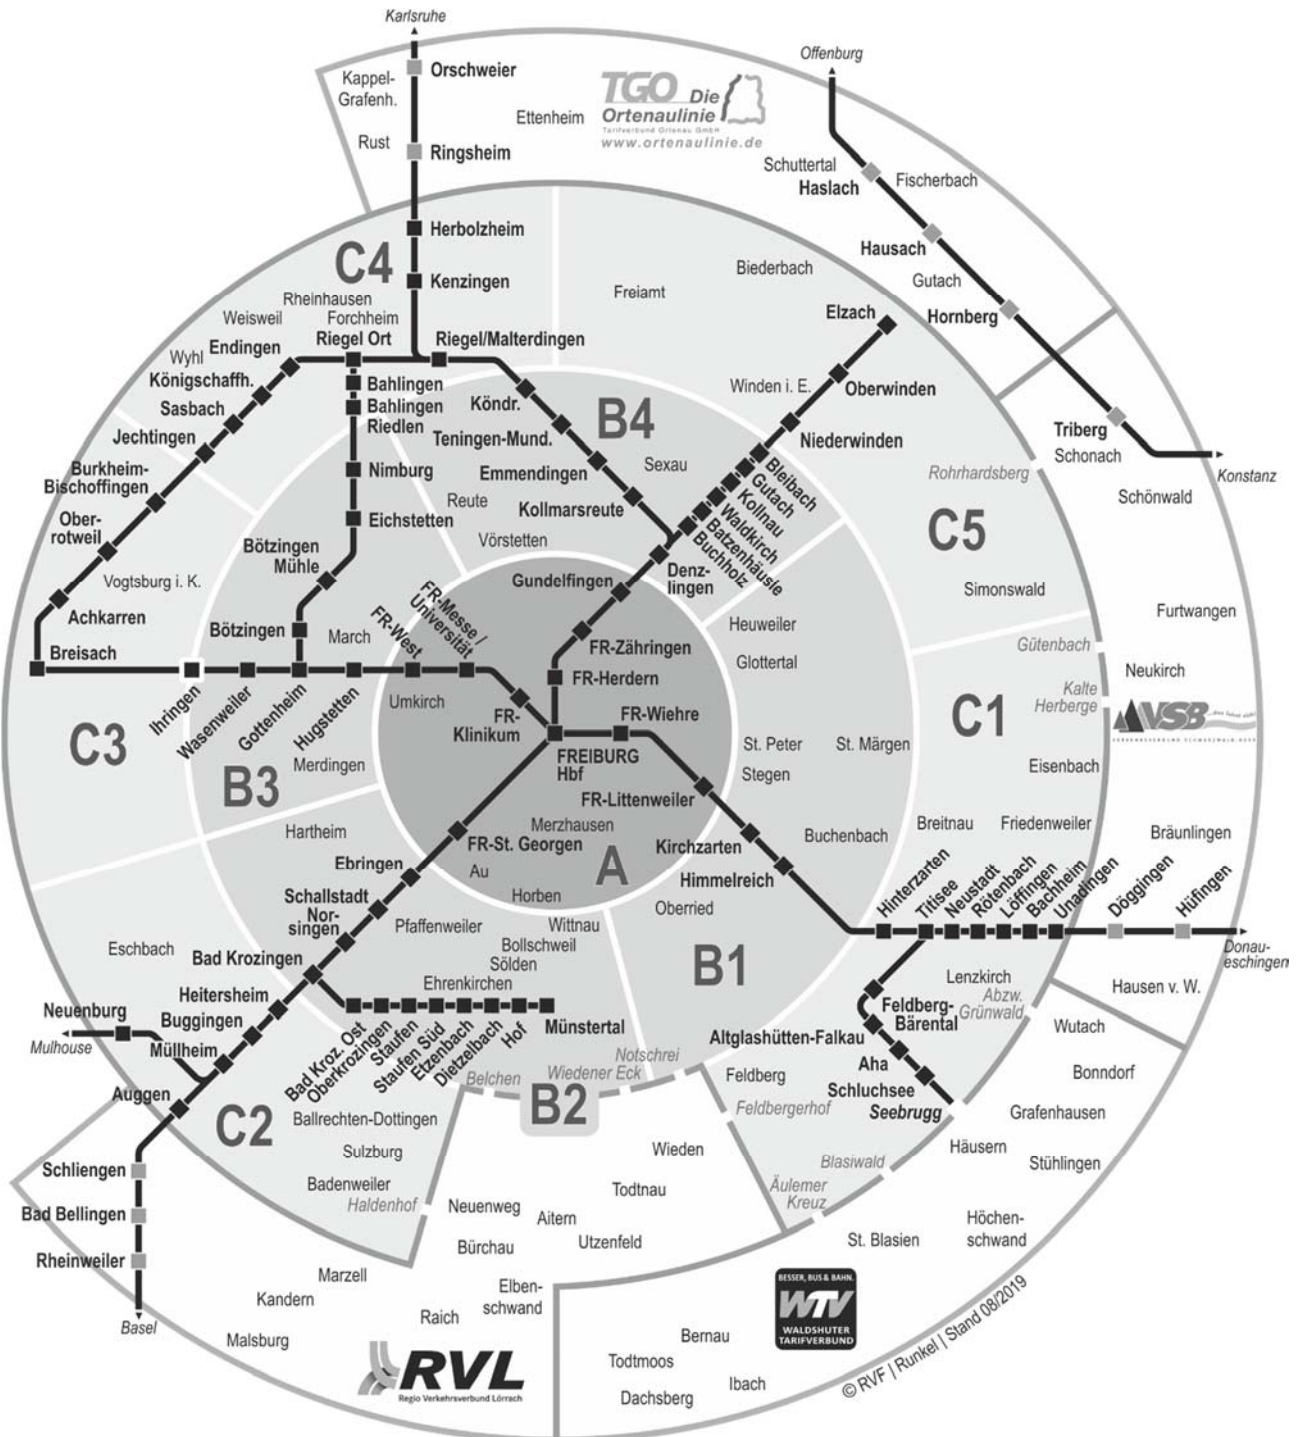 Karlsruhe
Orschweier
Kappel-
Grafenh.
Rust
Ringsheim
Ettenheim
TGO Die
Ortenaulinie
Tarifverbund Ortenau GmbH
www.ortenaulinie.de
Offenburg
Schuttertal
Haslach
Fischerbach
Hausach
Gutach
Hornberg
Triberg
Schonach
Konstanz
Schönwald
Furtwangen
Neukirch
C4
Herbolzheim
Kenzingen
Rheinhausen
Weisweil
Forchheim
Riegel Ort
Riegel/Malterdingen
Wyhl
Endingen
Königschaffh.
Sasbach
Jechtingen
Burkheim-
Bischoffingen
Ober-
rotweil
Vogtsburg i. K.
Achkarren
Breisach
Bahlingen
Bahlingen
Riedlen
Nimburg
Eichstetten
Bötzingen
Mühle
Bötzingen
March
Biederbach
Freiamt
Elzach
Winden i. E.
Oberwinden
Niederwinden
B4
Köndr.
Teningen-Mund.
Emmendingen
Sexau
Kollmarsreute
Reute
Vörstetten
Bleibach
Gutach
Kollnau
Waldkirch
Batzenhäusle
Buchholz
Denz-
lingen
Gundelfingen
Rohrhardsberg
C5
Simonswald
Heuweiler
Glottertal
Gütenbach
Kalte
Herberge
FR-Messe /
Universität
FR-West
FR-Zähringen
FR-Herdern
FR-Wiehre
FR-
Klinikum
FREIBURG
Hbf
FR-Littenweiler
Merzhausen
FR-St. Georgen
Au
A
Horben
Umkirch
Ihringen
Wasenweiler
Gottenheim
Hugstetten
C3
B3
Merdingen
St. Peter
St. Märgen
Stegen
C1
VSB
VERKEHRSVERBUND SCHWARZWALD-BAAR
Eisenbach
Buchenbach
Breitnau
Friedenweiler
Bräunlingen
Kirchzarten
Himmelreich
Oberried
Hinterzarten
Titisee
Neustadt
Rötenbach
Löffingen
Bachheim
Unadingen
Döggingen
Hüfingen
Donau-
eschingen
Hausen v. W.
Hartheim
Ebringen
Schallstadt
Nor-
singen
Pfaffenweiler
Wittnau
Bollschweil
Sölden
Ehrenkirchen
Eschbach
Bad Krozingen
Heitersheim
Buggingen
Neuenburg
Mulhouse
Müllheim
Auggen
Bad Kroz. Ost
Oberkrozingen
Staufen
Staufen Süd
Etzenbach
Dietzelbach
Hof
Münstertal
Belchen
Wiedener Eck
Notschrei
B2
B1
Lenzkirch
Abzw.
Grünwald
Feldberg-
Bärental
Altglashütten-Falkau
Aha
Schluchsee
Seebrugg
Feldberg
Feldbergerhof
Blasiwald
Äulemer
Kreuz
Wutach
Bonndorf
Grafenhausen
Stühlingen
Häusern
Höchen-
schwand
St. Blasien
C2
Ballrechten-Dottingen
Sulzburg
Badenweiler
Haldenhof
Schliengen
Bad Bellingen
Rheinweiler
Basel
Wieden
Todtnau
Neuenweg
Aitern
Utzenfeld
Bürchau
Elben-
schwand
Marzell
Kandern
Raich
Malsburg
RVL
Regio Verkehrsverbund Lörrach
BESSER, BUS & BAHN.
WTV
WALDSHUTER
TARIFVERBUND
Bernau
Todtmoos
Ibach
Dachsberg
© RVF | Runkel | Stand 08/2019